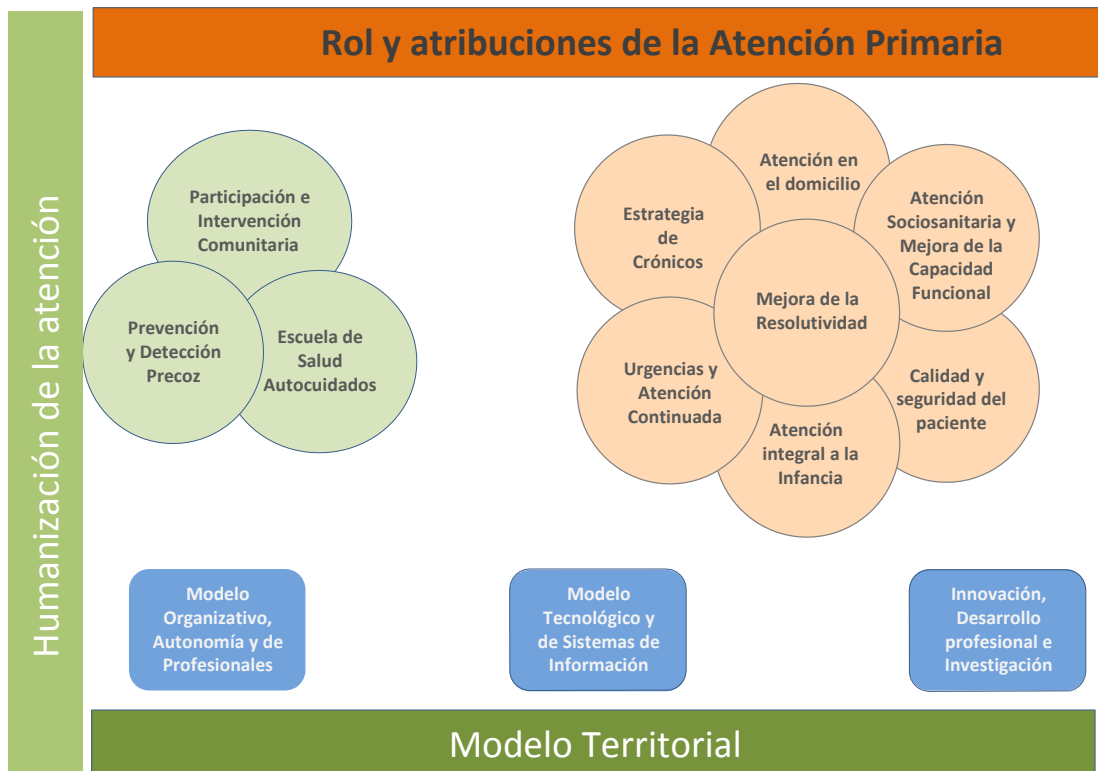 Rol y atribuciones de la Atención Primaria
Humanización de la atención
Participación e
Intervención
Comunitaria
Prevención
y Detección
Precoz
Escuela de
Salud
Autocuidados
Atención en
el domicilio
Estrategia
de
Crónicos
Atención
Sociosanitaria y
Mejora de la
Capacidad
Funcional
Mejora de la
Resolutividad
Urgencias y
Atención
Continuada
Calidad y
seguridad del
paciente
Atención
integral a la
Infancia
Modelo
Organizativo,
Autonomía y de
Profesionales
Modelo
Tecnológico y
de Sistemas de
Información
Innovación,
Desarrollo
profesional e
Investigación
Modelo Territorial